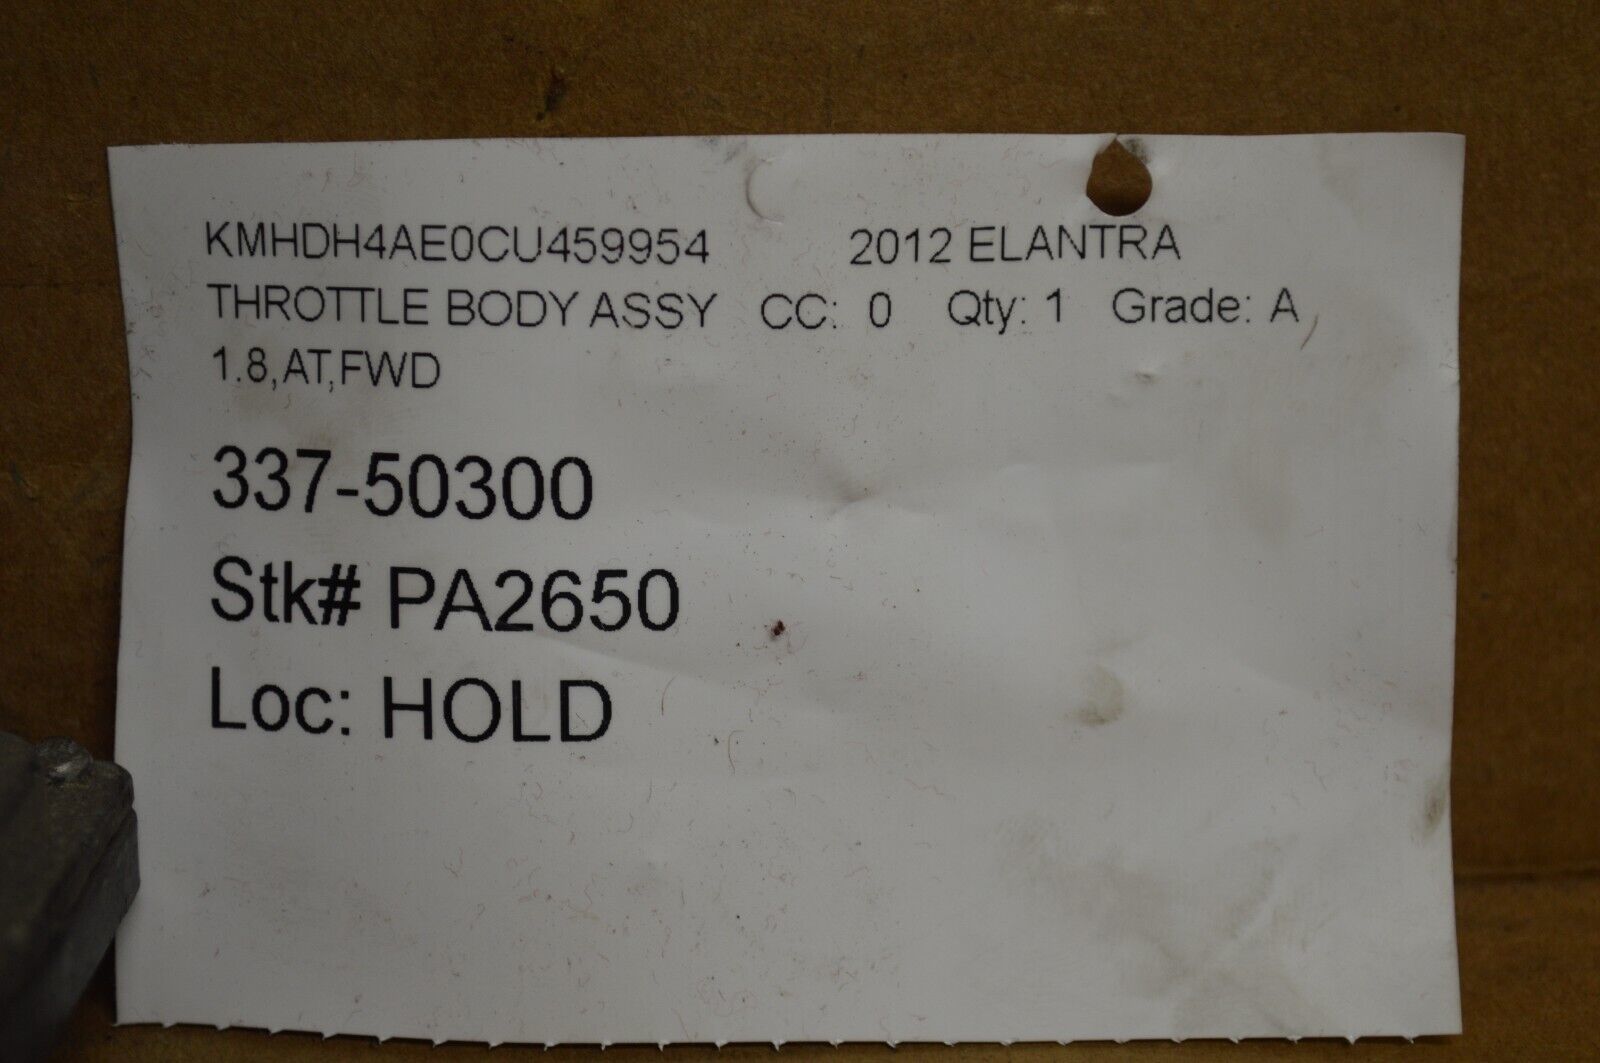 KMHDH4AE0CU459954 2012 ELANTRA
THROTTLE BODY ASSY CC: 0 Qty: 1 Grade: A
1.8,AT,FWD
337-50300
Stk# PA2650
Loc: HOLD